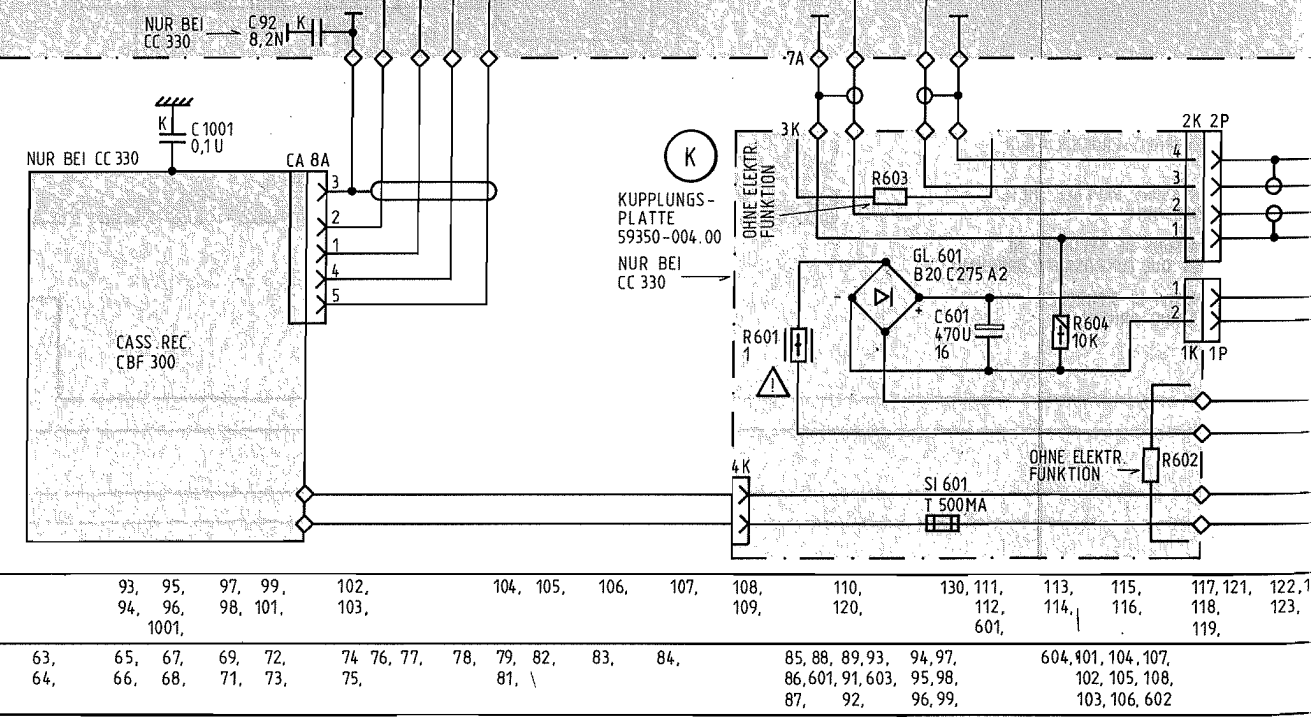 NUR BEI
CC 330
C 92
8,2N
K
K
C 1001
0,1 U
NUR BEI CC 330
CA 8A
3
2
1
4
5
CASS. REC.
CBF 300
K
KUPPLUNGS-
PLATTE
59350-004.00
NUR BEI
CC 330
7A
3K
OHNE ELEKTR.
FUNKTION
R603
2K 2P
4
3
2
1
GL. 601
B20 C275 A2
-
+
R601
1
!
C601
470U
16
R604
10K
1
2
1K 1P
4K
OHNE ELEKTR.
FUNKTION
R602
SI 601
T 500MA
93, 95, 97, 99, 102, 104, 105, 106, 107, 108, 110, 130, 111, 113, 115, 117, 121, 122, 1
94, 96, 98, 101, 103, 109, 120, 112, 114, 116, 118, 123,
1001, 601, 119,
63, 65, 67, 69, 72, 74 76, 77, 78, 79, 82, 83, 84, 85, 88, 89, 93, 94, 97, 604, 101, 104, 107,
64, 66, 68, 71, 73, 75, 81, 86, 601, 91, 603, 95, 98, 102, 105, 108,
87, 92, 96, 99, 103, 106, 602